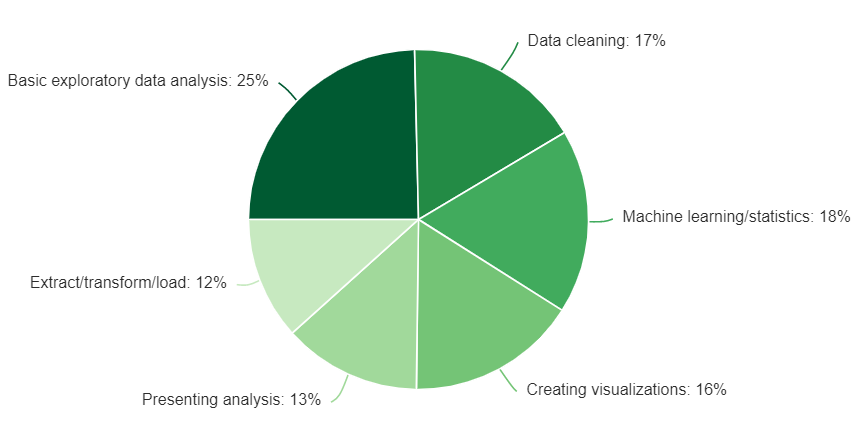 Data cleaning: 17%
Basic exploratory data analysis: 25%
Machine learning/statistics: 18%
Extract/transform/load: 12%
Creating visualizations: 16%
Presenting analysis: 13%